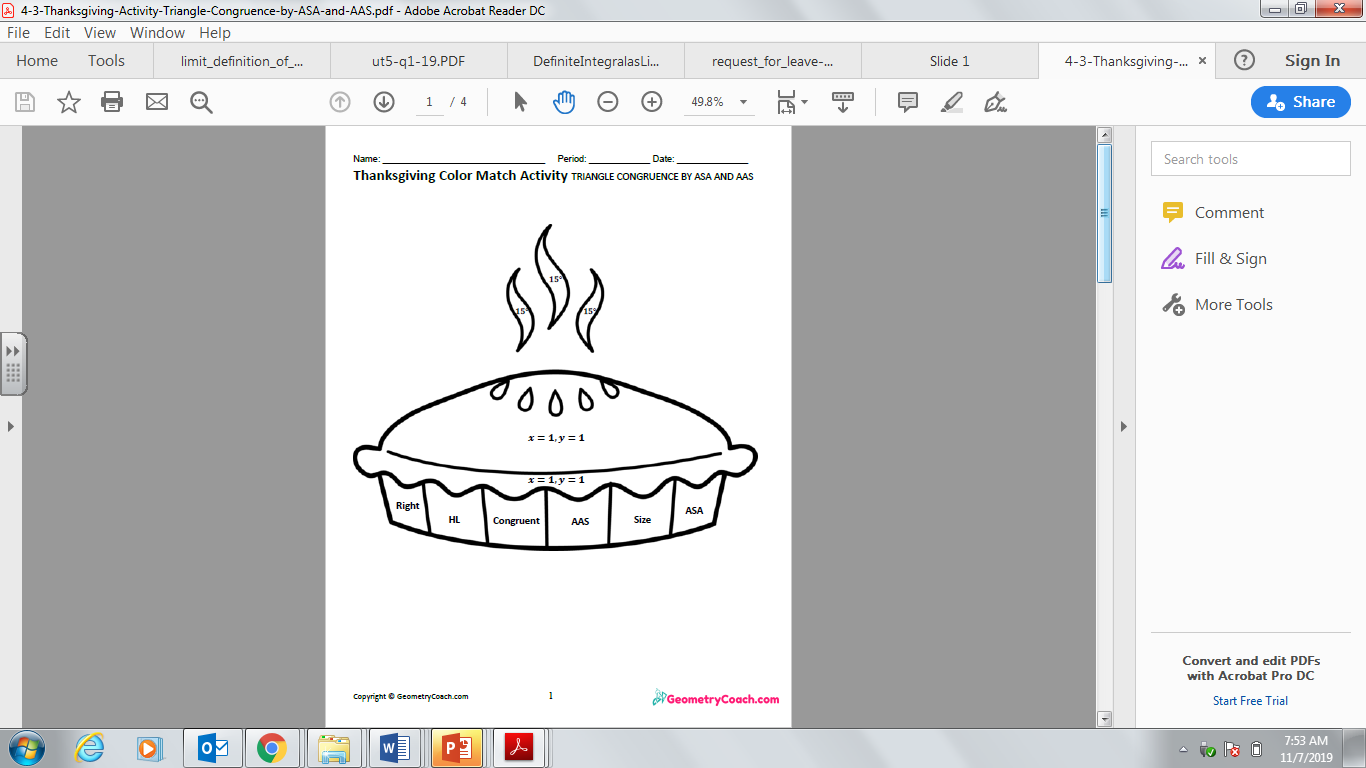 4-3-Thanksgiving-Activity-Triangle-Congruence-by-ASA-and-AAS.pdf - Adobe Acrobat Reader DC
File Edit View Window Help
Home Tools limit_definition_of_... ut5-q1-19.PDF DefiniteIntegralasLi... request_for_leave-... Slide 1 4-3-Thanksgiving-... × ? Sign In
1 / 4 49.8% Share
Name: Period: Date:
Thanksgiving Color Match Activity TRIANGLE CONGRUENCE BY ASA AND AAS
15°
15° 15°
x = 1, y = 1
x = 1, y = 1
Right HL Congruent AAS Size ASA
Copyright © GeometryCoach.com 1 GeometryCoach.com
Search tools
Comment
Fill & Sign
More Tools
Convert and edit PDFs
with Acrobat Pro DC
Start Free Trial
7:53 AM
11/7/2019